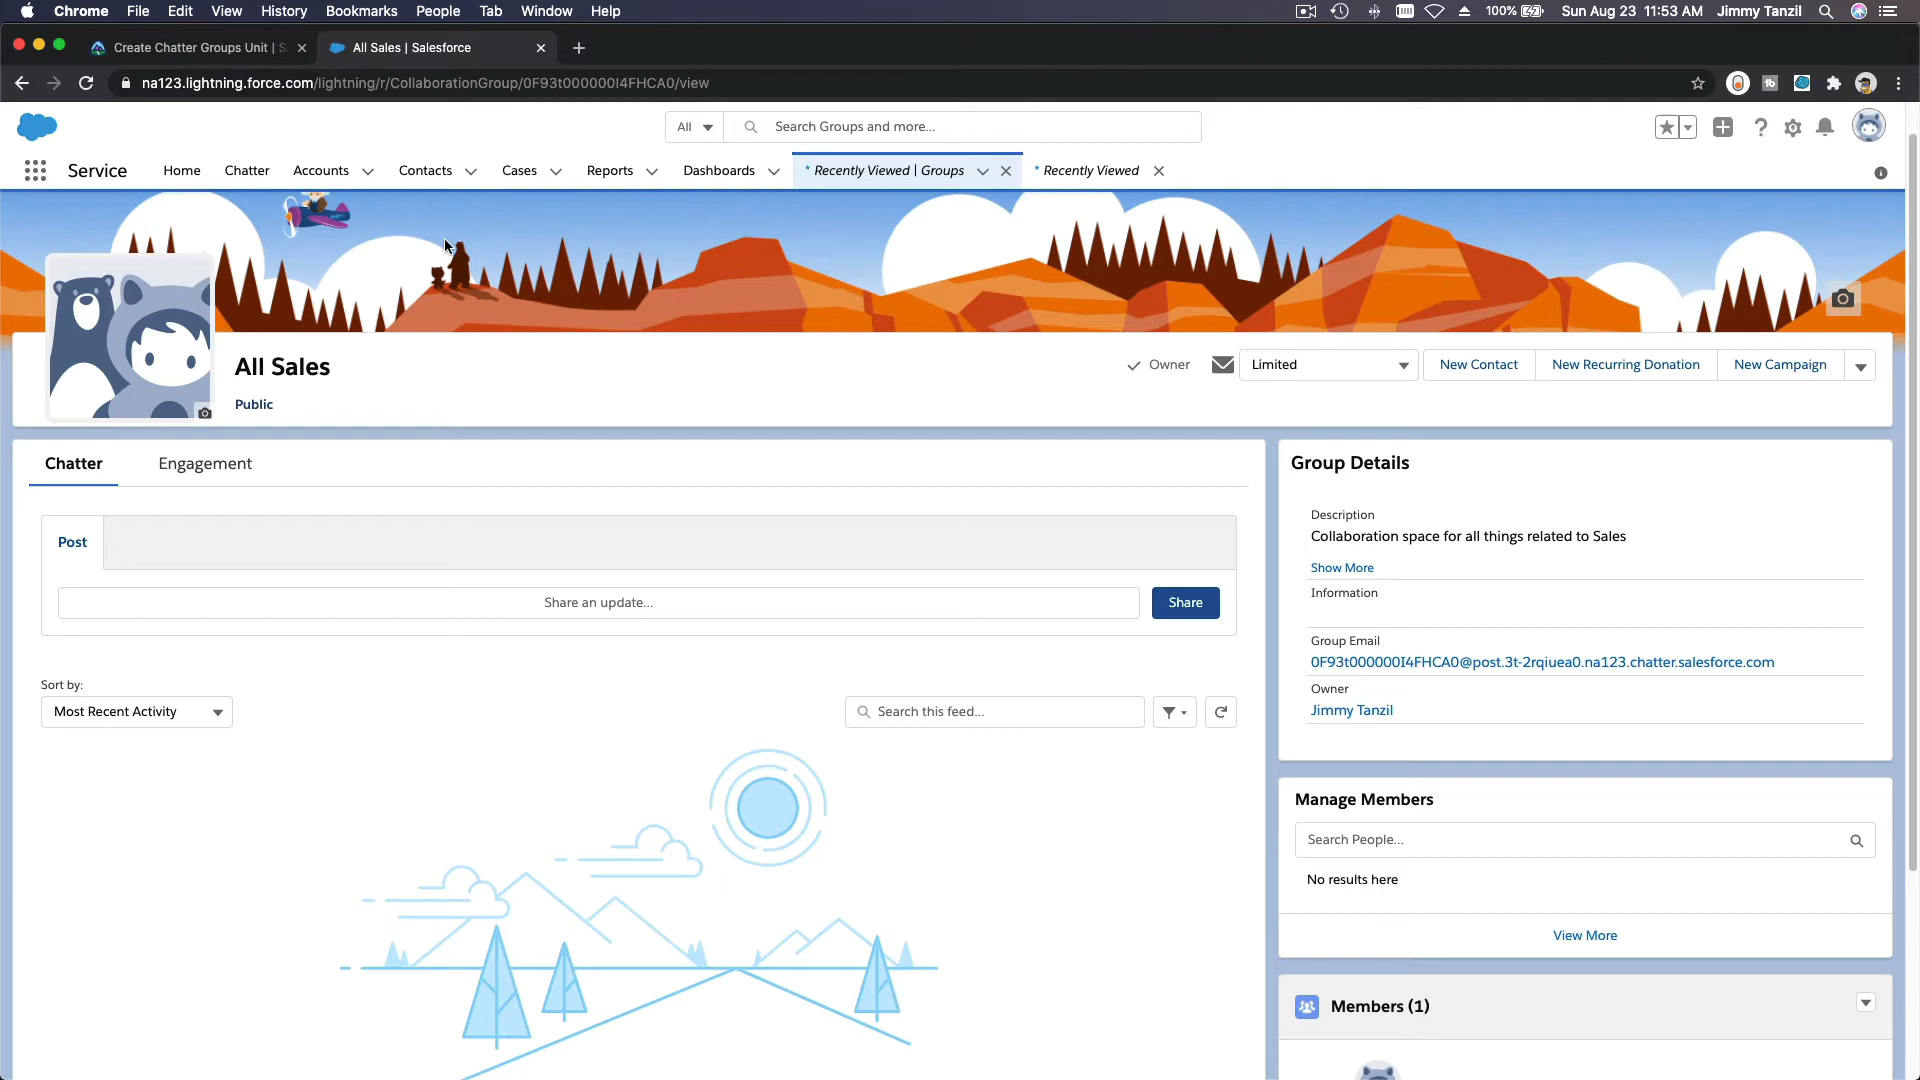 Chrome File Edit View History Bookmarks People Tab Window Help 100% Sun Aug 23 11:53 AM Jimmy Tanzil
Create Chatter Groups Unit | S All Sales | Salesforce
na123.lightning.force.com/lightning/r/CollaborationGroup/0F93t000000I4FHCA0/view
All Search Groups and more...
Service Home Chatter Accounts Contacts Cases Reports Dashboards * Recently Viewed | Groups * Recently Viewed
All Sales
Public
Owner Limited New Contact New Recurring Donation New Campaign
Chatter Engagement
Post
Share an update... Share
Sort by:
Most Recent Activity Search this feed...
Group Details
Description
Collaboration space for all things related to Sales
Show More
Information
Group Email
0F93t000000I4FHCA0@post.3t-2rqiuea0.na123.chatter.salesforce.com
Owner
Jimmy Tanzil
Manage Members
Search People...
No results here
View More
Members (1)